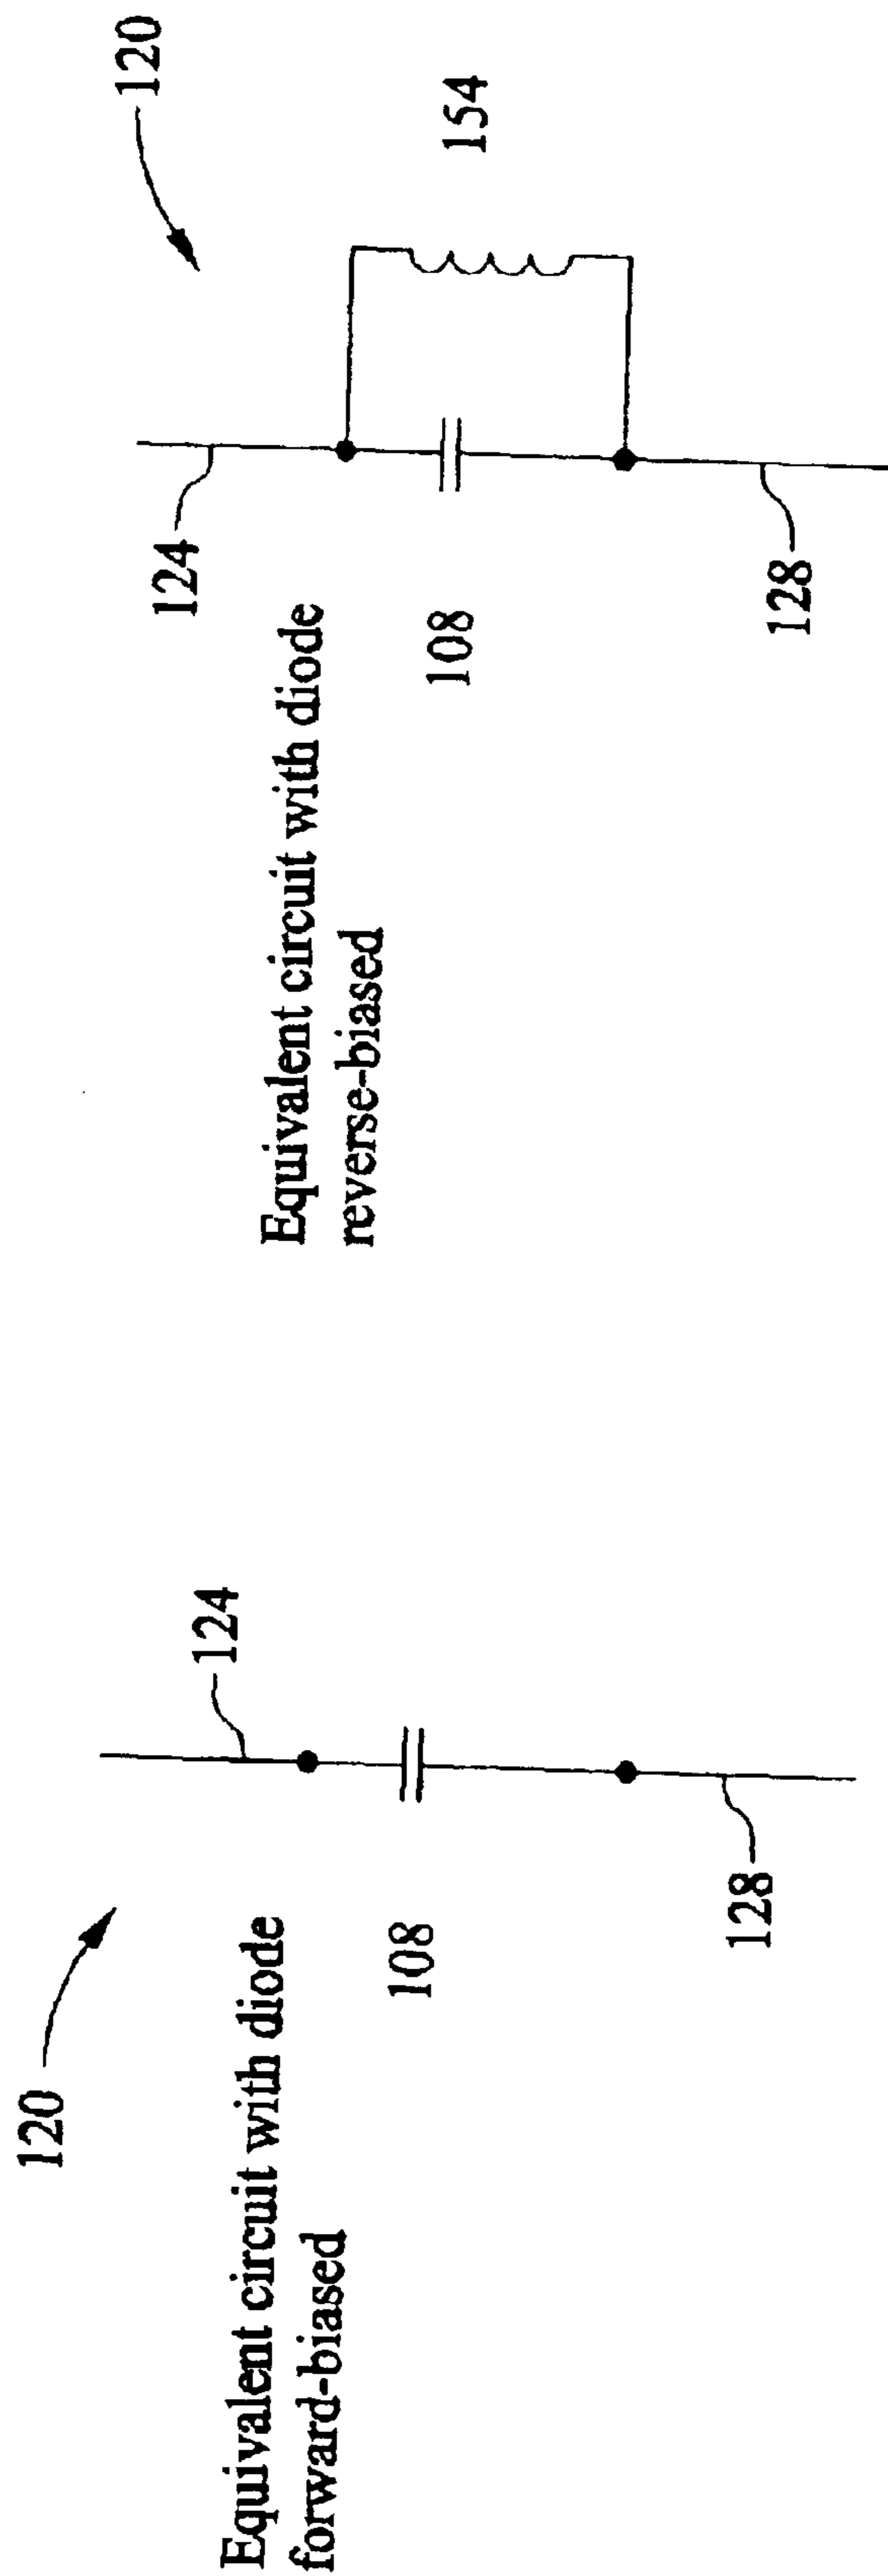 120
124
Equivalent circuit with diode
forward-biased
108
128
120
124
154
Equivalent circuit with diode
reverse-biased
108
128